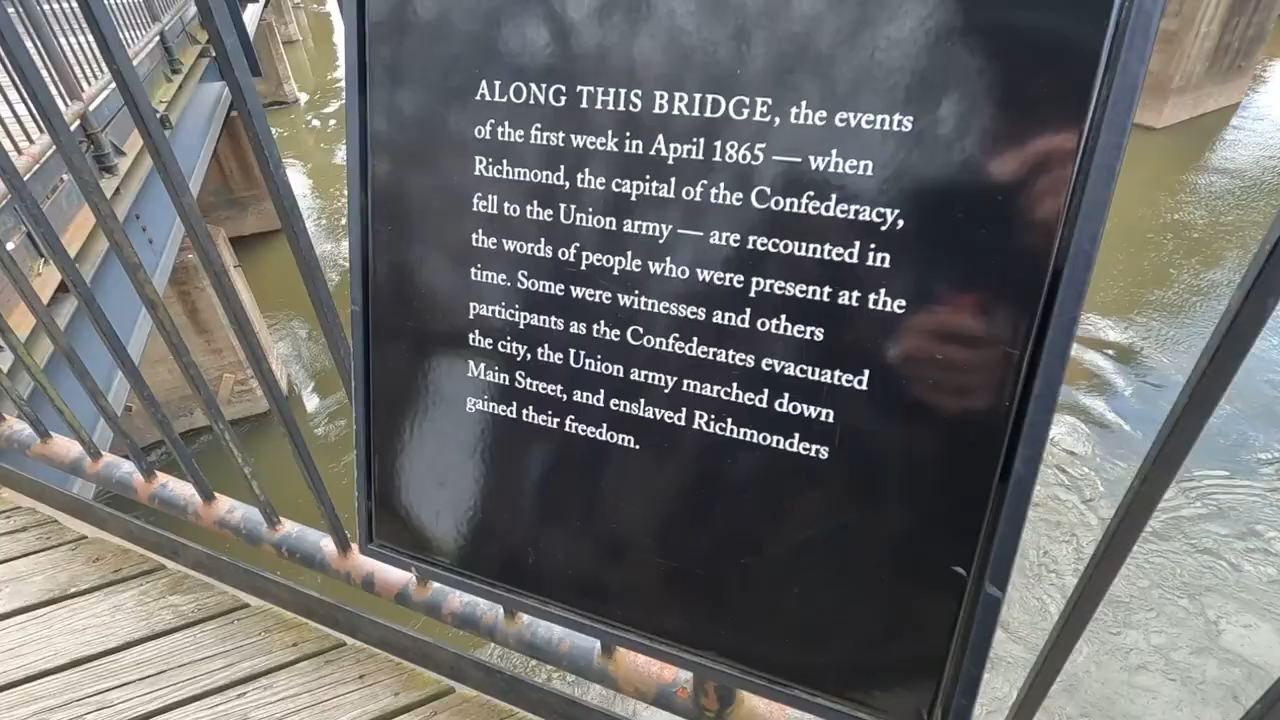 ALONG THIS BRIDGE, the events
of the first week in April 1865 — when
Richmond, the capital of the Confederacy,
fell to the Union army — are recounted in
the words of people who were present at the
time. Some were witnesses and others
participants as the Confederates evacuated
the city, the Union army marched down
Main Street, and enslaved Richmonders
gained their freedom.